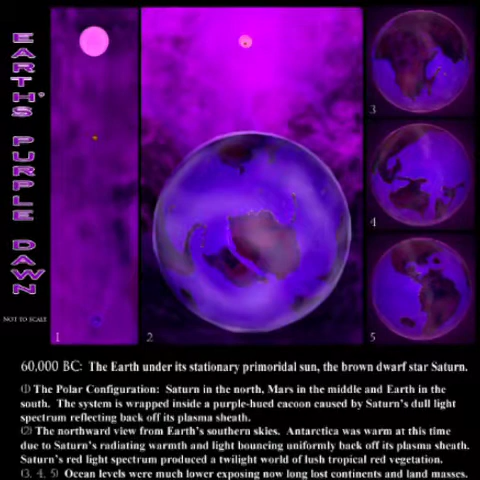 EARTH'S PURPLE DAWN
NOT TO SCALE
1
2
3
4
5
60,000 BC: The Earth under its stationary primoridal sun, the brown dwarf star Saturn.
(1) The Polar Configuration: Saturn in the north, Mars in the middle and Earth in the
south. The system is wrapped inside a purple-hued cacoon caused by Saturn's dull light
spectrum reflecting back off its plasma sheath.
(2) The northward view from Earth's southern skies. Antarctica was warm at this time
due to Saturn's radiating warmth and light bouncing uniformly back off its plasma sheath.
Saturn's red light spectrum produced a twilight world of lush tropical red vegetation.
(3, 4, 5) Ocean levels were much lower exposing now long lost continents and land masses.